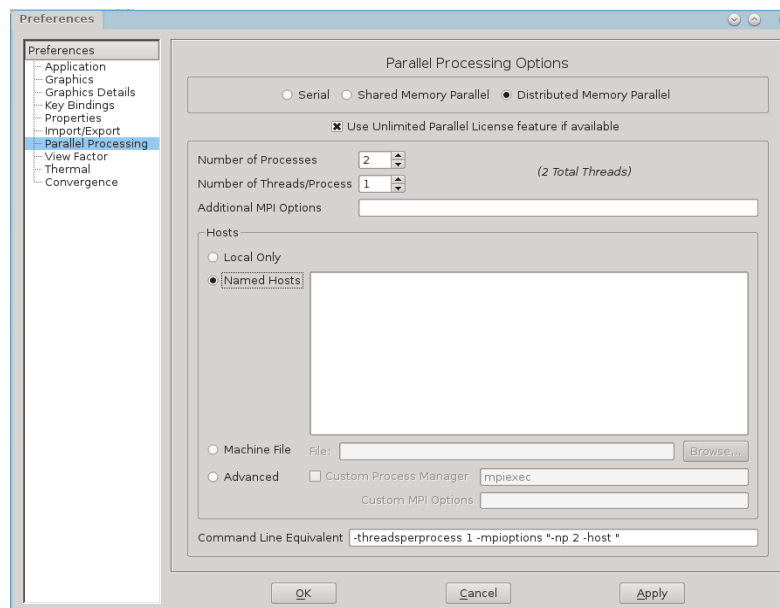 Preferences
Preferences
Application
Graphics
Graphics Details
Key Bindings
Properties
Import/Export
Parallel Processing
View Factor
Thermal
Convergence
Parallel Processing Options
Serial Shared Memory Parallel Distributed Memory Parallel
Use Unlimited Parallel License feature if available
Number of Processes 2
(2 Total Threads)
Number of Threads/Process 1
Additional MPI Options
Hosts
Local Only
Named Hosts
Machine File File: Browse...
Advanced Custom Process Manager mpiexec
Custom MPI Options
Command Line Equivalent -threadsperprocess 1 -mpioptions "-np 2 -host "
OK Cancel Apply